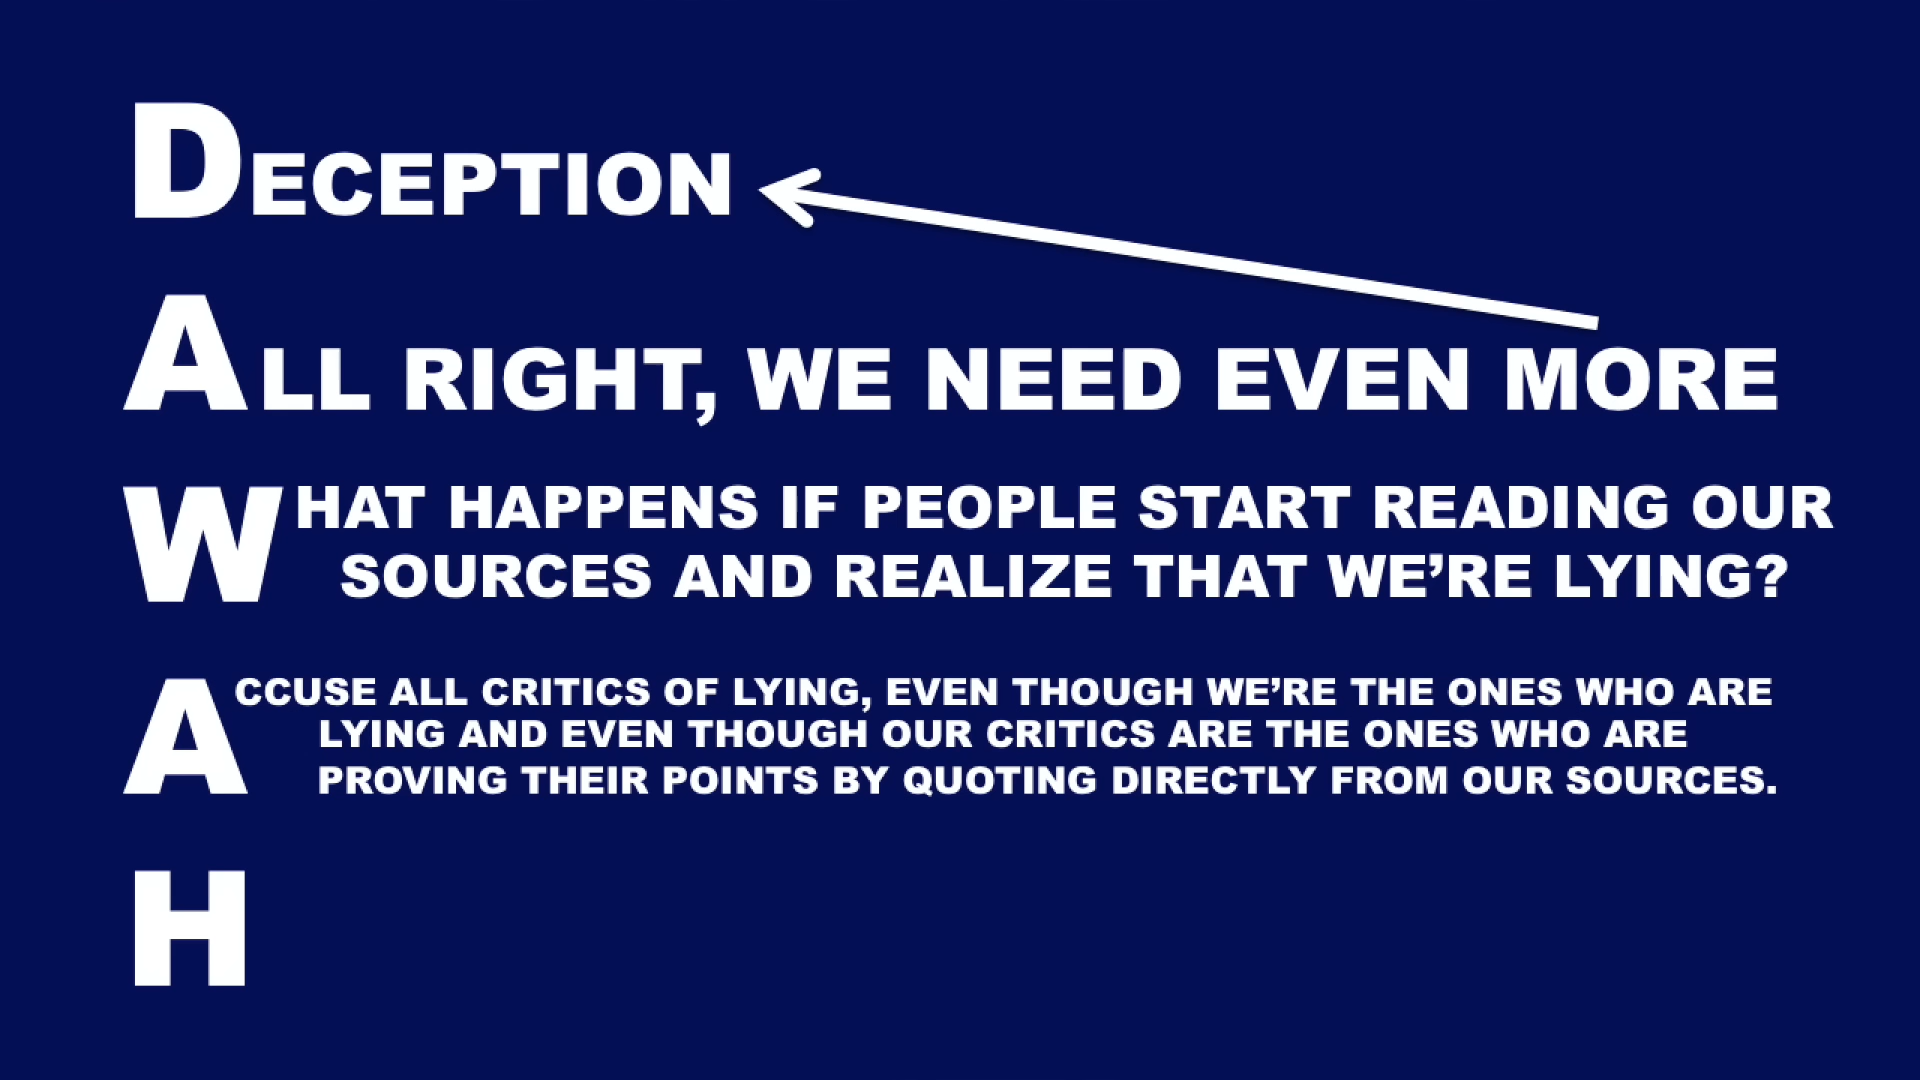 DECEPTION
ALL RIGHT, WE NEED EVEN MORE
WHAT HAPPENS IF PEOPLE START READING OUR
SOURCES AND REALIZE THAT WE’RE LYING?
ACCUSE ALL CRITICS OF LYING, EVEN THOUGH WE’RE THE ONES WHO ARE
LYING AND EVEN THOUGH OUR CRITICS ARE THE ONES WHO ARE
PROVING THEIR POINTS BY QUOTING DIRECTLY FROM OUR SOURCES.
H